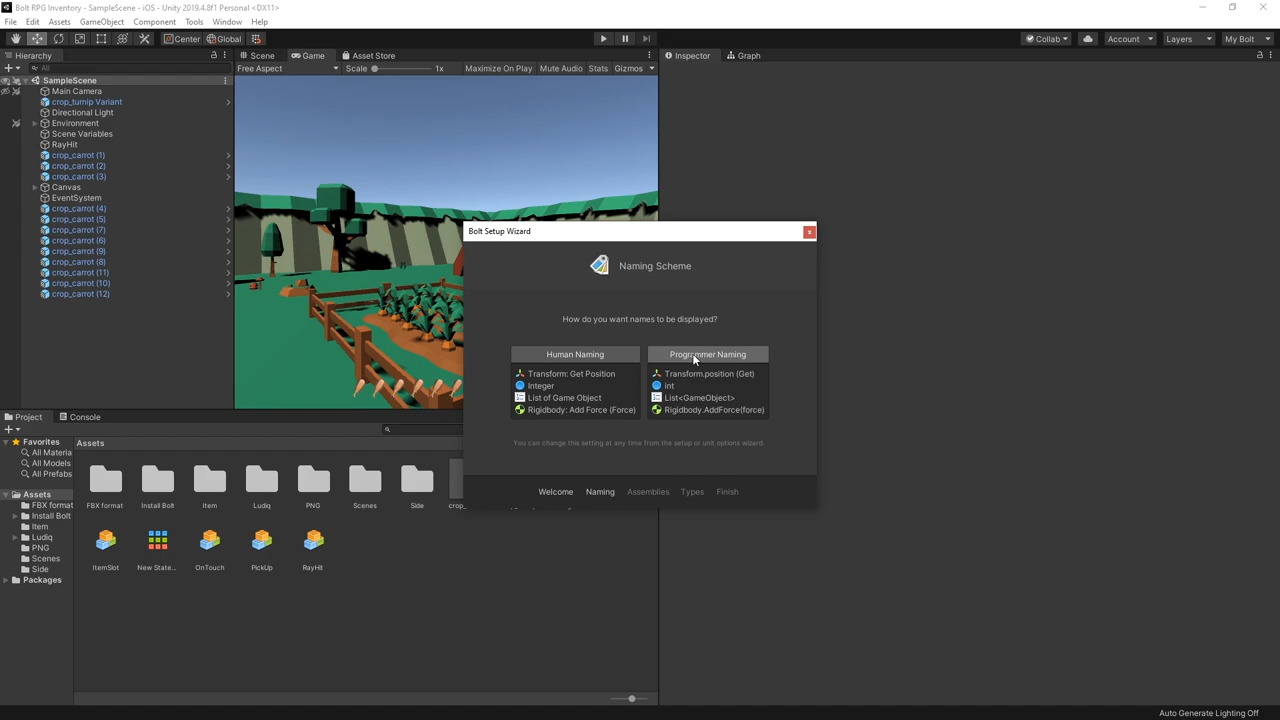 Bolt RPG Inventory - SampleScene - iOS - Unity 2019.4.8f1 Personal <DX11>
File Edit Assets GameObject Component Tools Window Help
Center Global Collab Account Layers My Bolt
Hierarchy Scene Game Asset Store Inspector Graph
All Free Aspect Scale 1x Maximize On Play Mute Audio Stats Gizmos
SampleScene
Main Camera
crop_turnip Variant
Directional Light
Environment
Scene Variables
RayHit
crop_carrot (1)
crop_carrot (2)
crop_carrot (3)
Canvas
EventSystem
crop_carrot (4)
crop_carrot (5)
crop_carrot (7)
crop_carrot (6)
crop_carrot (9)
crop_carrot (8)
crop_carrot (11)
crop_carrot (10)
crop_carrot (12)
Bolt Setup Wizard
Naming Scheme
How do you want names to be displayed?
Human Naming Programmer Naming
Transform: Get Position Transform.position (Get)
Integer int
List of Game Object List<GameObject>
Rigidbody: Add Force (Force) Rigidbody.AddForce(force)
You can change this setting at any time from the setup or unit options wizard.
Welcome Naming Assemblies Types Finish
Project Console
Favorites
All Materia
All Models
All Prefabs
Assets
FBX format
Install Bolt
Item
Ludiq
PNG
Scenes
Side
Packages
Assets
FBX format Install Bolt Item Ludiq PNG Scenes Side
ItemSlot New State... OnTouch PickUp RayHit
Auto Generate Lighting Off